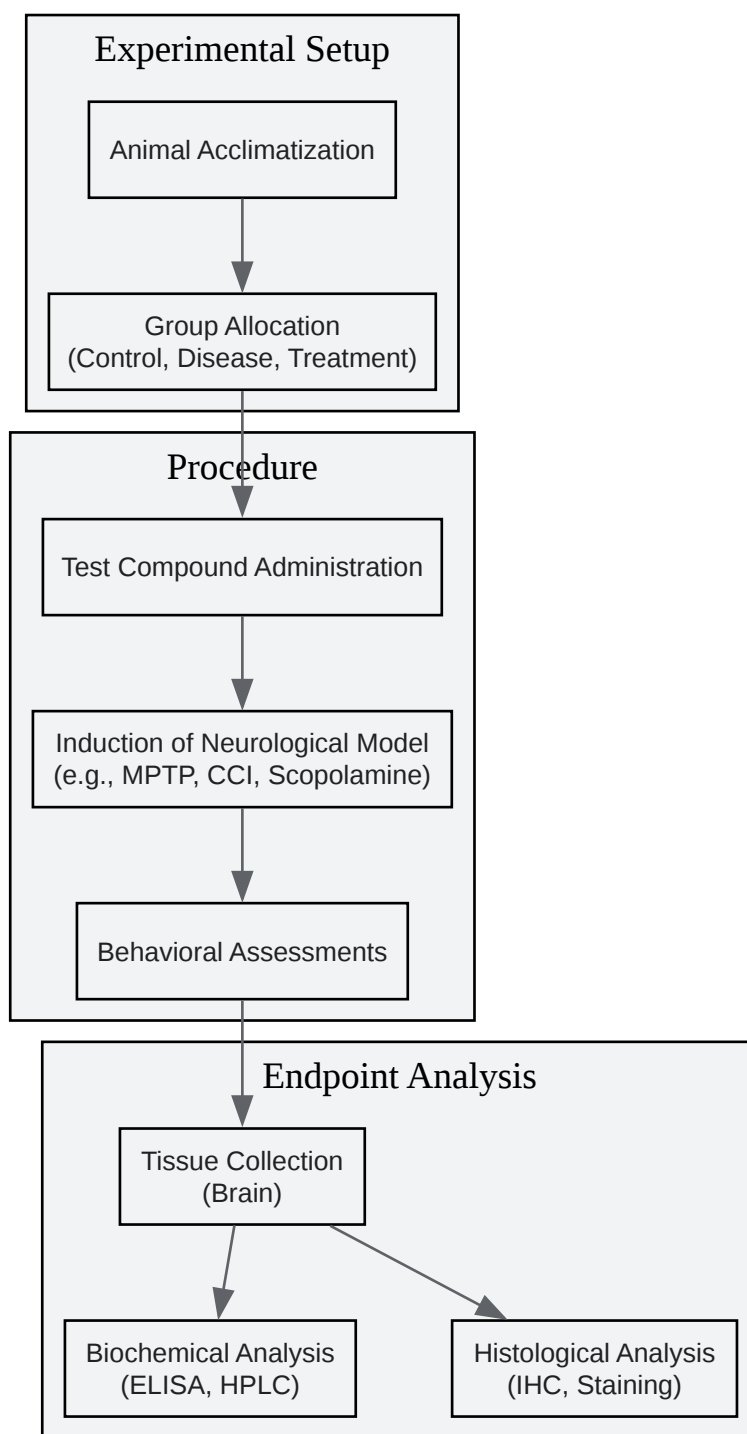 Experimental Setup
Animal Acclimatization
Group Allocation
(Control, Disease, Treatment)
Procedure
Test Compound Administration
Induction of Neurological Model
(e.g., MPTP, CCI, Scopolamine)
Behavioral Assessments
Endpoint Analysis
Tissue Collection
(Brain)
Biochemical Analysis
(ELISA, HPLC)
Histological Analysis
(IHC, Staining)